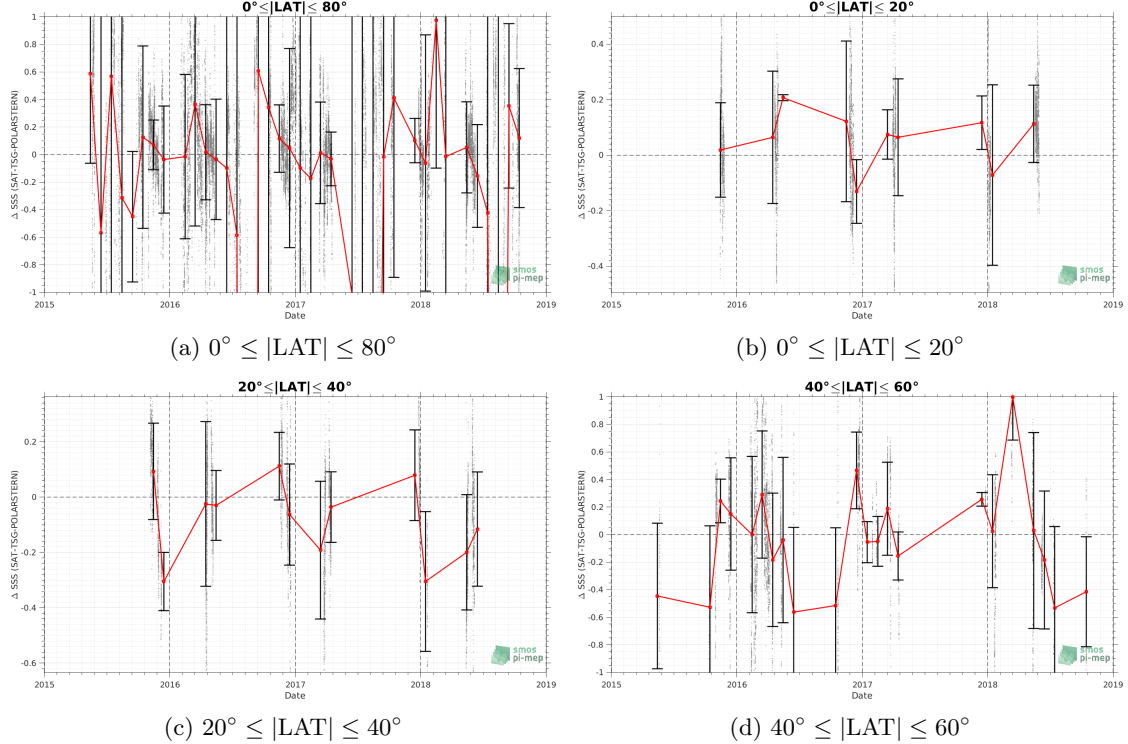 0°≤|LAT|≤ 80°
Δ SSS (SAT-TSG-POLARSTERN)
1
0.8
0.6
0.4
0.2
0
-0.2
-0.4
-0.6
-0.8
-1
2015 2016 2017 2018 2019
Date
smos
pi-mep
(a) 0° ≤ |LAT| ≤ 80°
0°≤|LAT|≤ 20°
Δ SSS (SAT-TSG-POLARSTERN)
0.4
0.2
0
-0.2
-0.4
2015 2016 2017 2018 2019
Date
smos
pi-mep
(b) 0° ≤ |LAT| ≤ 20°
20°≤|LAT|≤ 40°
Δ SSS (SAT-TSG-POLARSTERN)
0.2
0
-0.2
-0.4
-0.6
2015 2016 2017 2018 2019
Date
smos
pi-mep
(c) 20° ≤ |LAT| ≤ 40°
40°≤|LAT|≤ 60°
Δ SSS (SAT-TSG-POLARSTERN)
1
0.8
0.6
0.4
0.2
0
-0.2
-0.4
-0.6
-0.8
-1
2015 2016 2017 2018 2019
Date
smos
pi-mep
(d) 40° ≤ |LAT| ≤ 60°